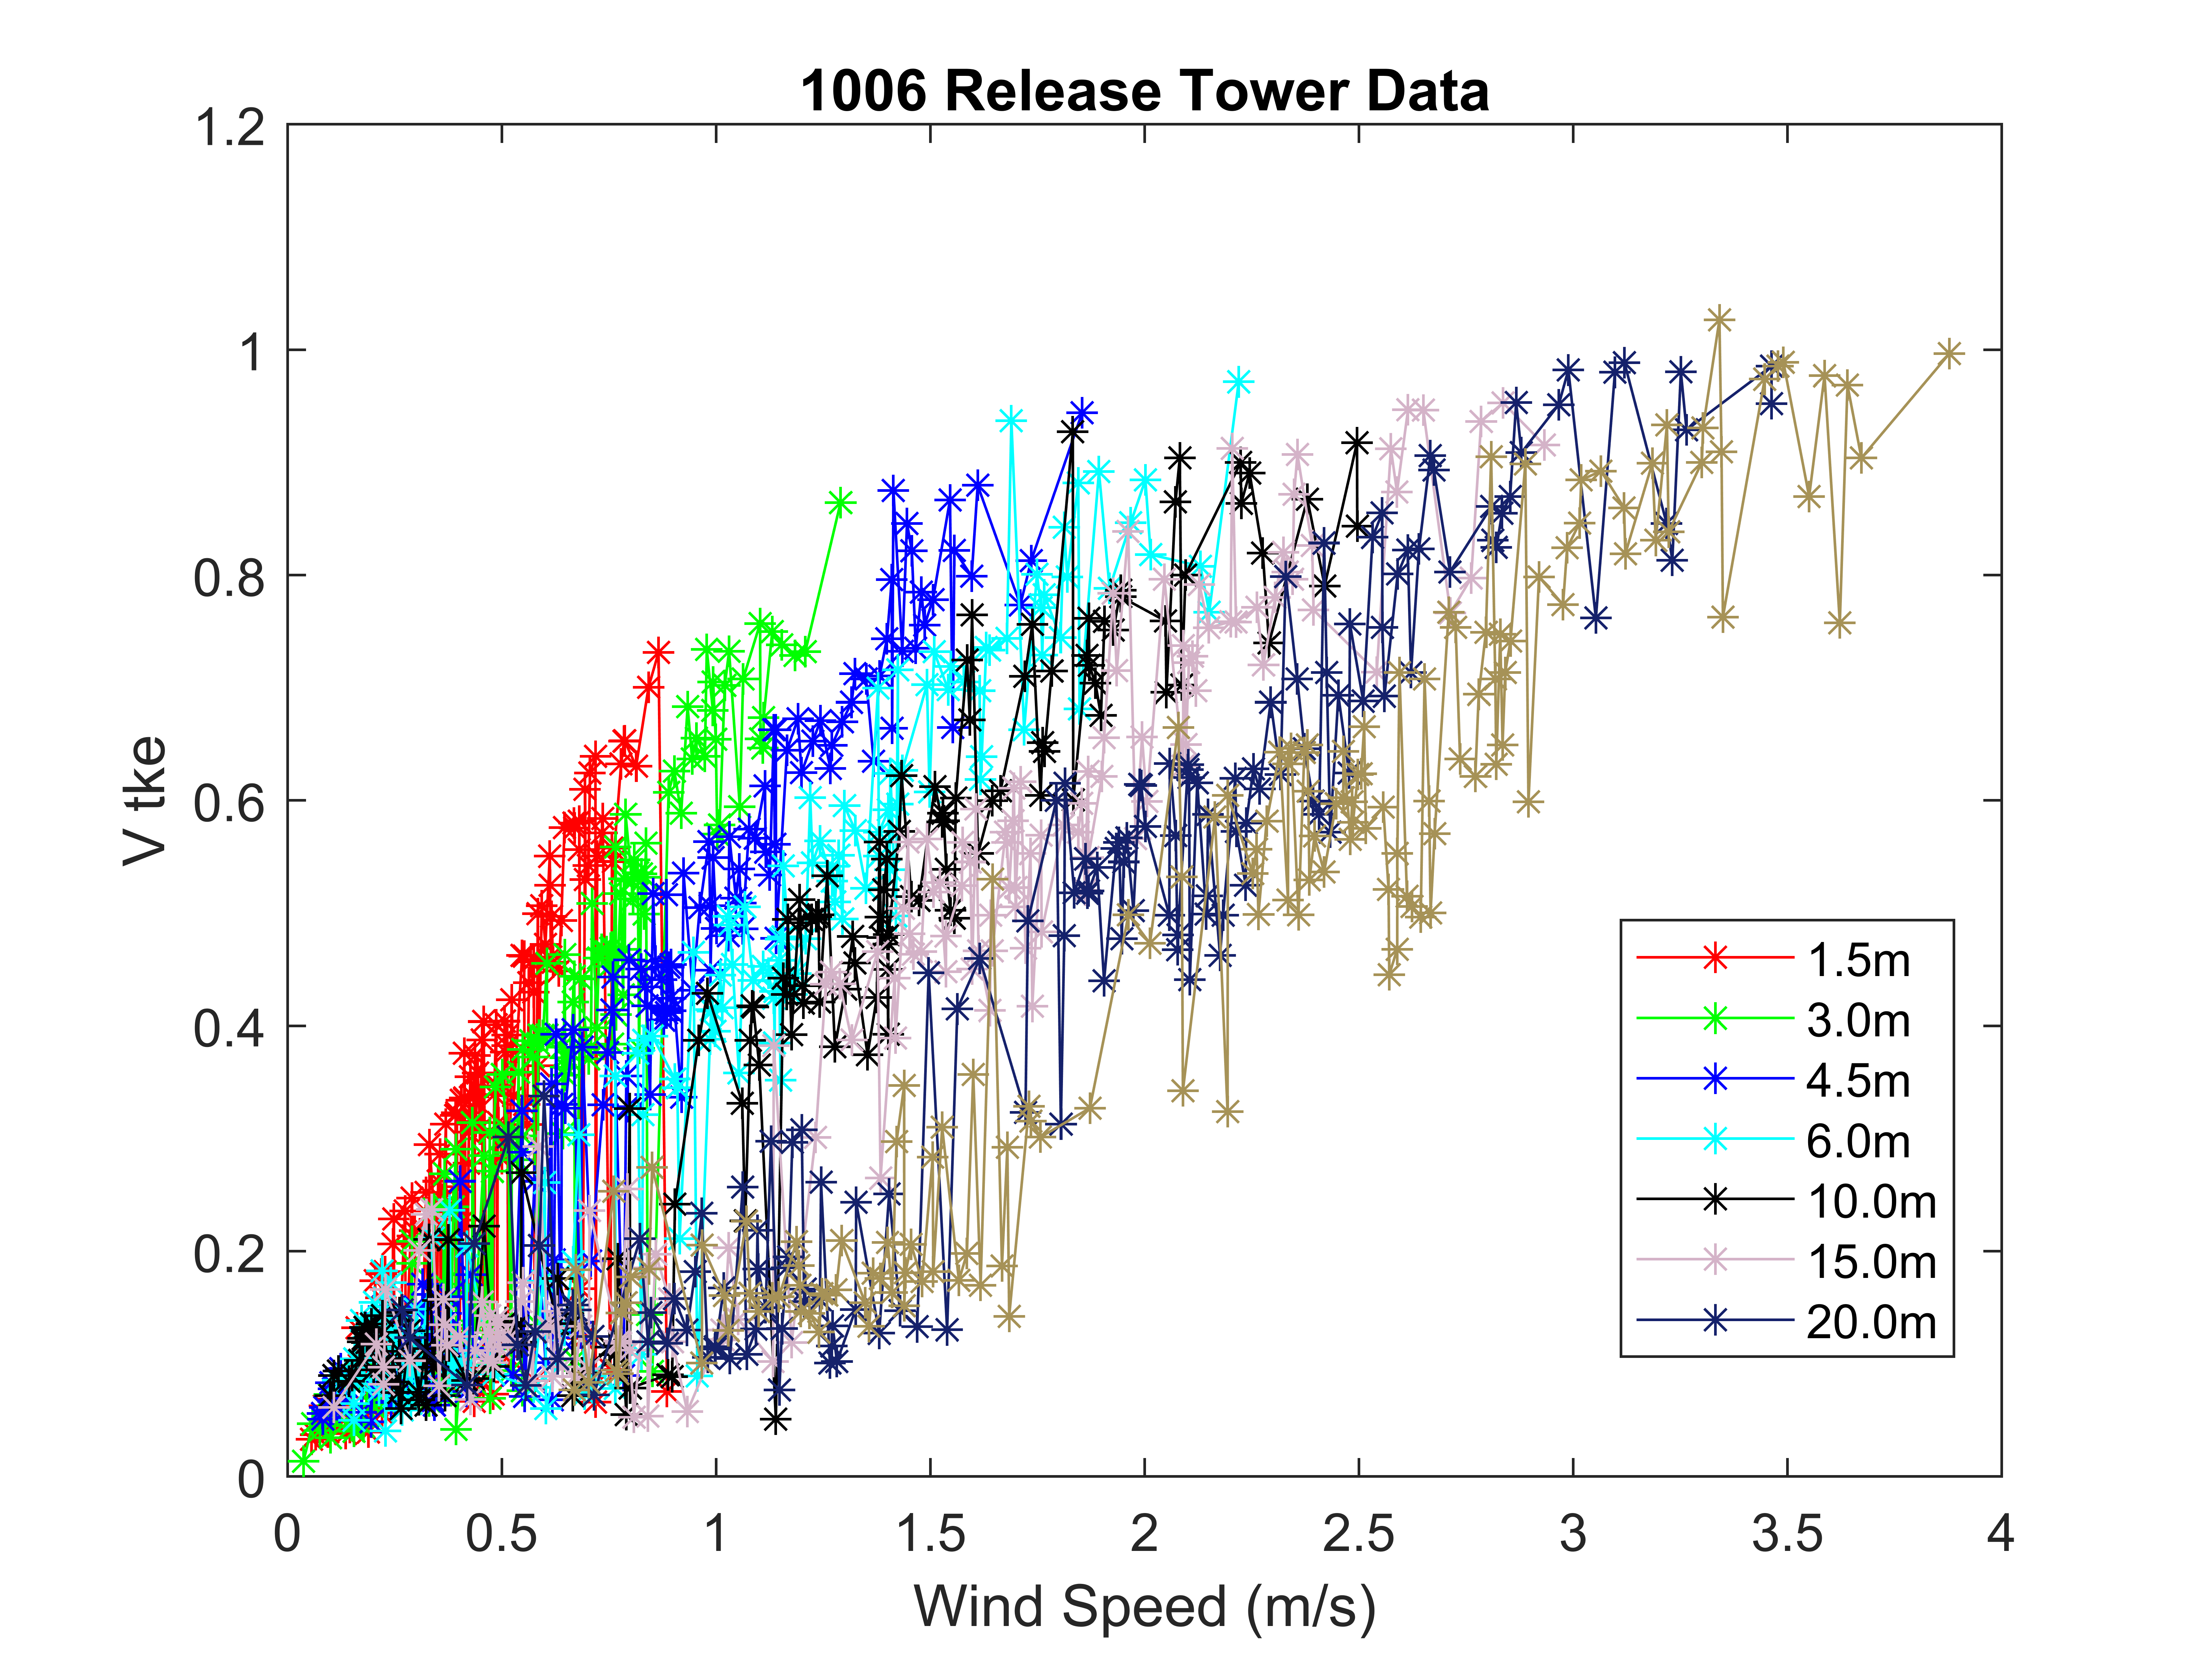 1006 Release Tower Data
1.2
1
0.8
0.6
0.4
0.2
0
V tke
1.5m
3.0m
4.5m
6.0m
10.0m
15.0m
20.0m
0 0.5 1 1.5 2 2.5 3 3.5 4
Wind Speed (m/s)